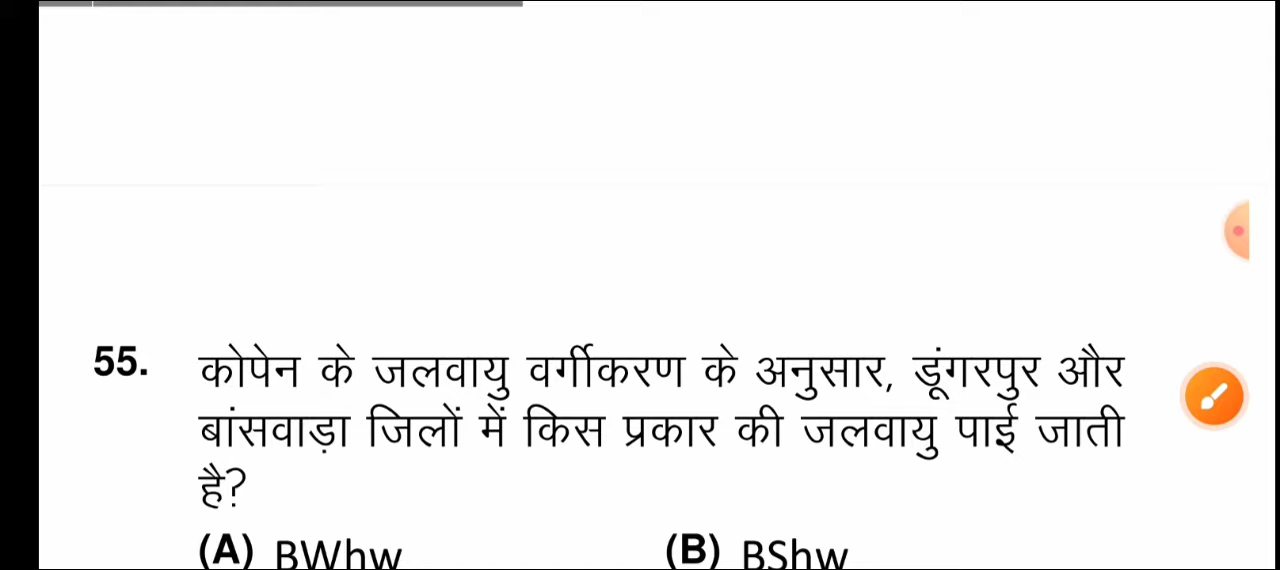 55. कोपेन के जलवायु वर्गीकरण के अनुसार, डूंगरपुर और
बांसवाड़ा जिलों में किस प्रकार की जलवायु पाई जाती
है?
(A) BWhw (B) BShw